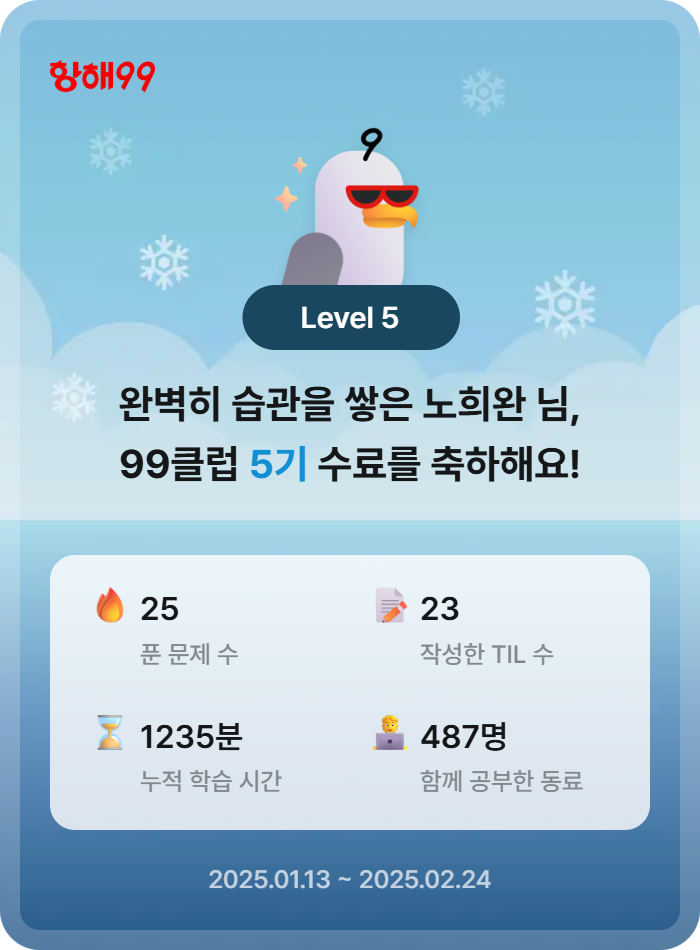 항해99
9
Level 5
완벽히 습관을 쌓은 노희완 님,
99클럽 5기 수료를 축하해요!
25
푼 문제 수
23
작성한 TIL 수
1235분
누적 학습 시간
487명
함께 공부한 동료
2025.01.13 ~ 2025.02.24